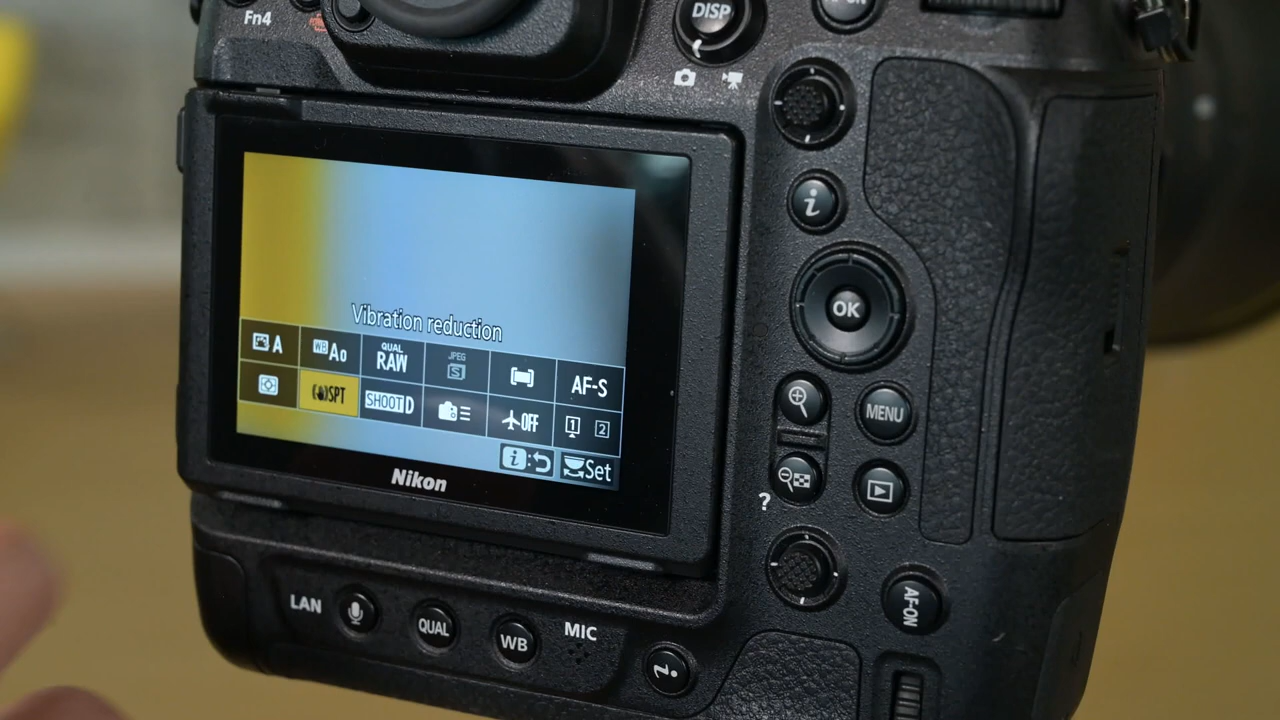 Fn4
DISP
i
OK
Vibration reduction
A
WB A0
QUAL RAW
JPEG S
AF-S
SPT
SHOOT D
OFF
1 2
i: Set
MENU
?
Nikon
AF-ON
LAN
QUAL
WB
MIC